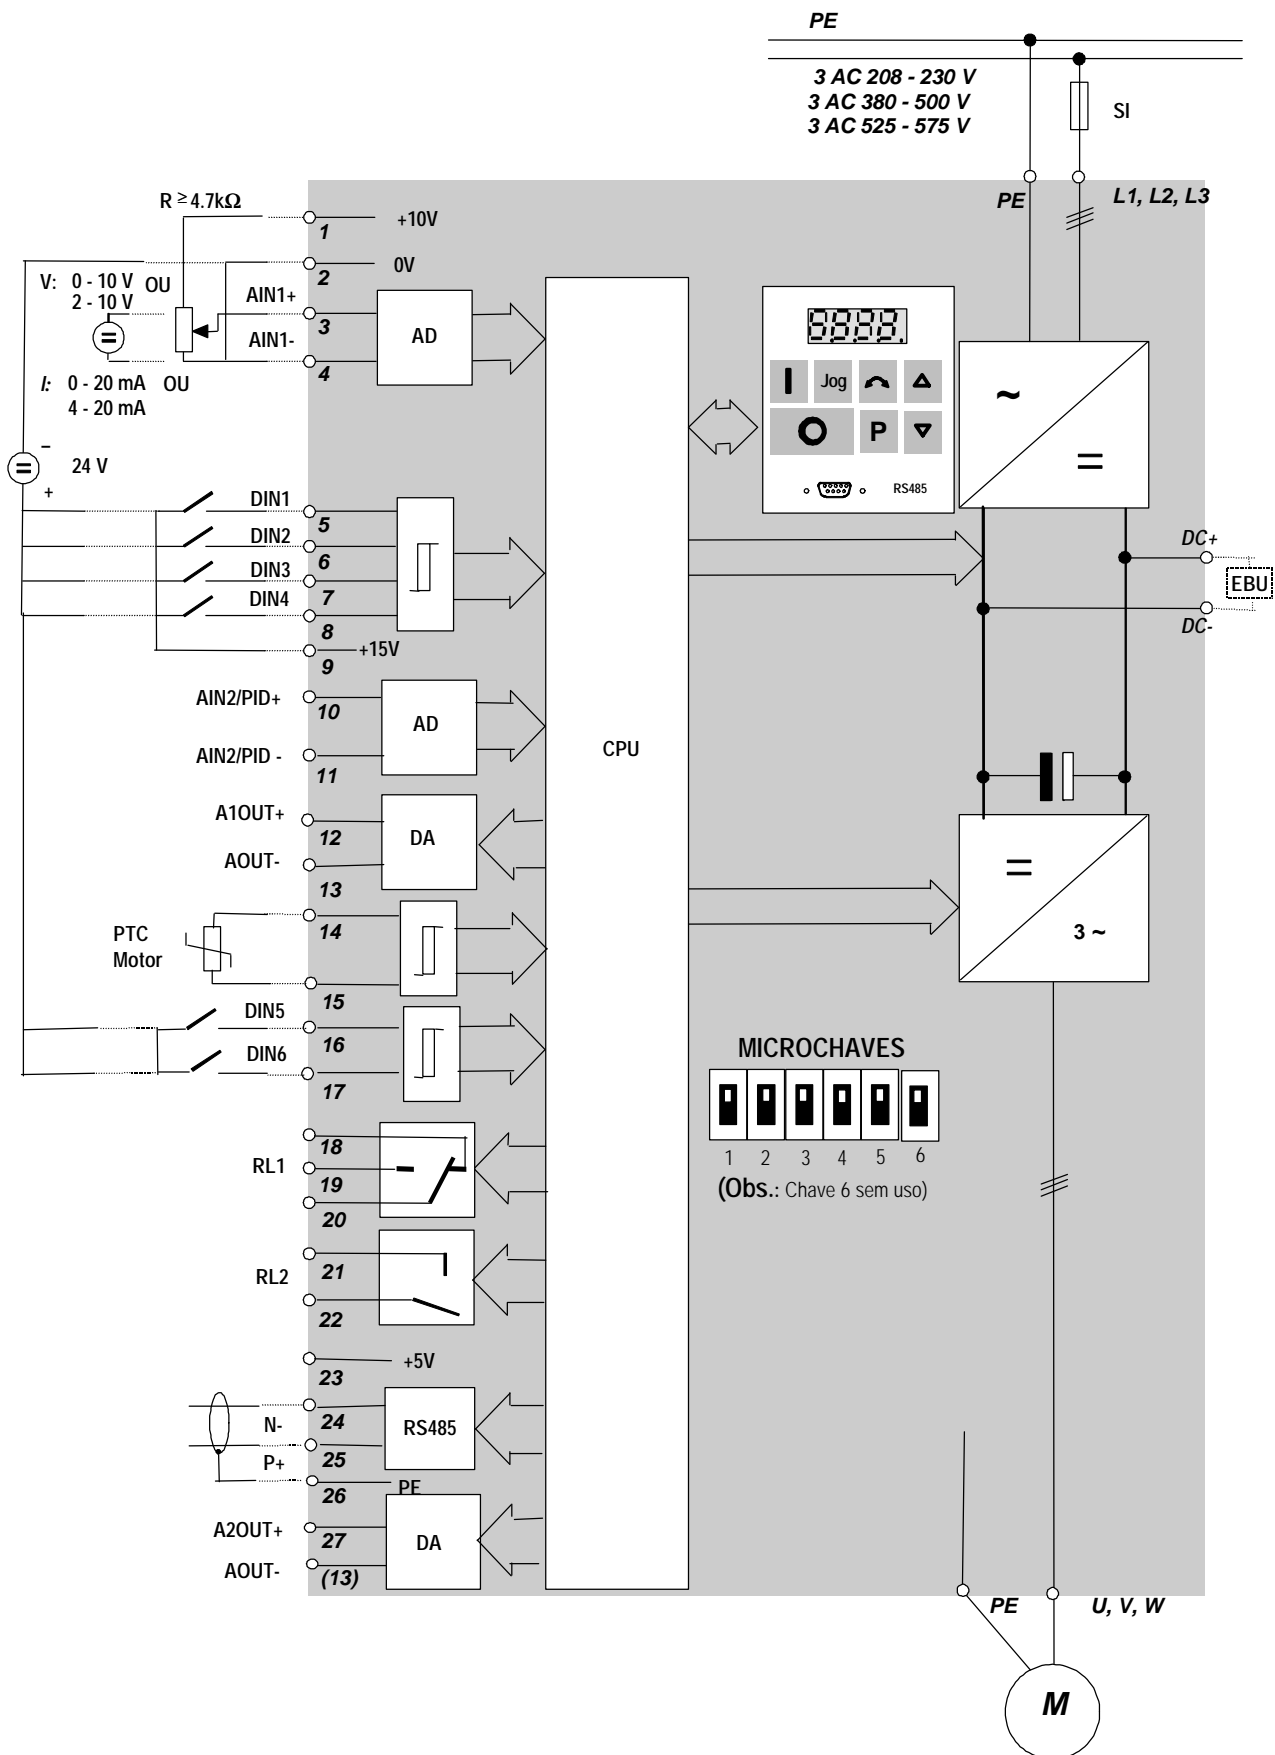 PE
3 AC 208 - 230 V
3 AC 380 - 500 V
3 AC 525 - 575 V
SI
PE
L1, L2, L3
R ≥ 4.7kΩ
1
+10V
2
0V
V: 0 - 10 V OU
2 - 10 V
AIN1+
3
AD
AIN1-
4
I: 0 - 20 mA OU
4 - 20 mA
–
24 V
+
Jog
P
RS485
~
=
DIN1
5
DIN2
6
DIN3
7
DIN4
8
+15V
9
DC+
EBU
DC-
AIN2/PID+
10
AD
AIN2/PID -
11
CPU
A1OUT+
12
DA
AOUT-
13
=
3 ~
PTC
Motor
14
15
DIN5
16
DIN6
17
MICROCHAVES
1 2 3 4 5 6
(Obs.: Chave 6 sem uso)
18
RL1
19
20
21
RL2
22
23
+5V
24
N-
RS485
25
P+
26
PE
A2OUT+
27
DA
AOUT-
(13)
PE
U, V, W
M